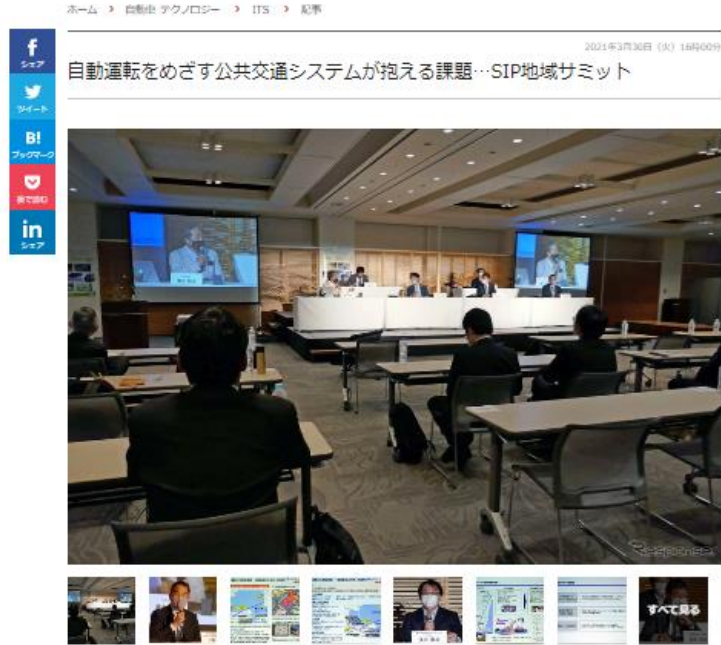 ホーム > 自動車 テクノロジー > ITS > 記事
2021年3月30日（火）16時00分
自動運転をめざす公共交通システムが抱える課題…SIP地域サミット
f
シェア
ツイート
B!
ブックマーク
後で読む
in
シェア
Response.
すべて見る